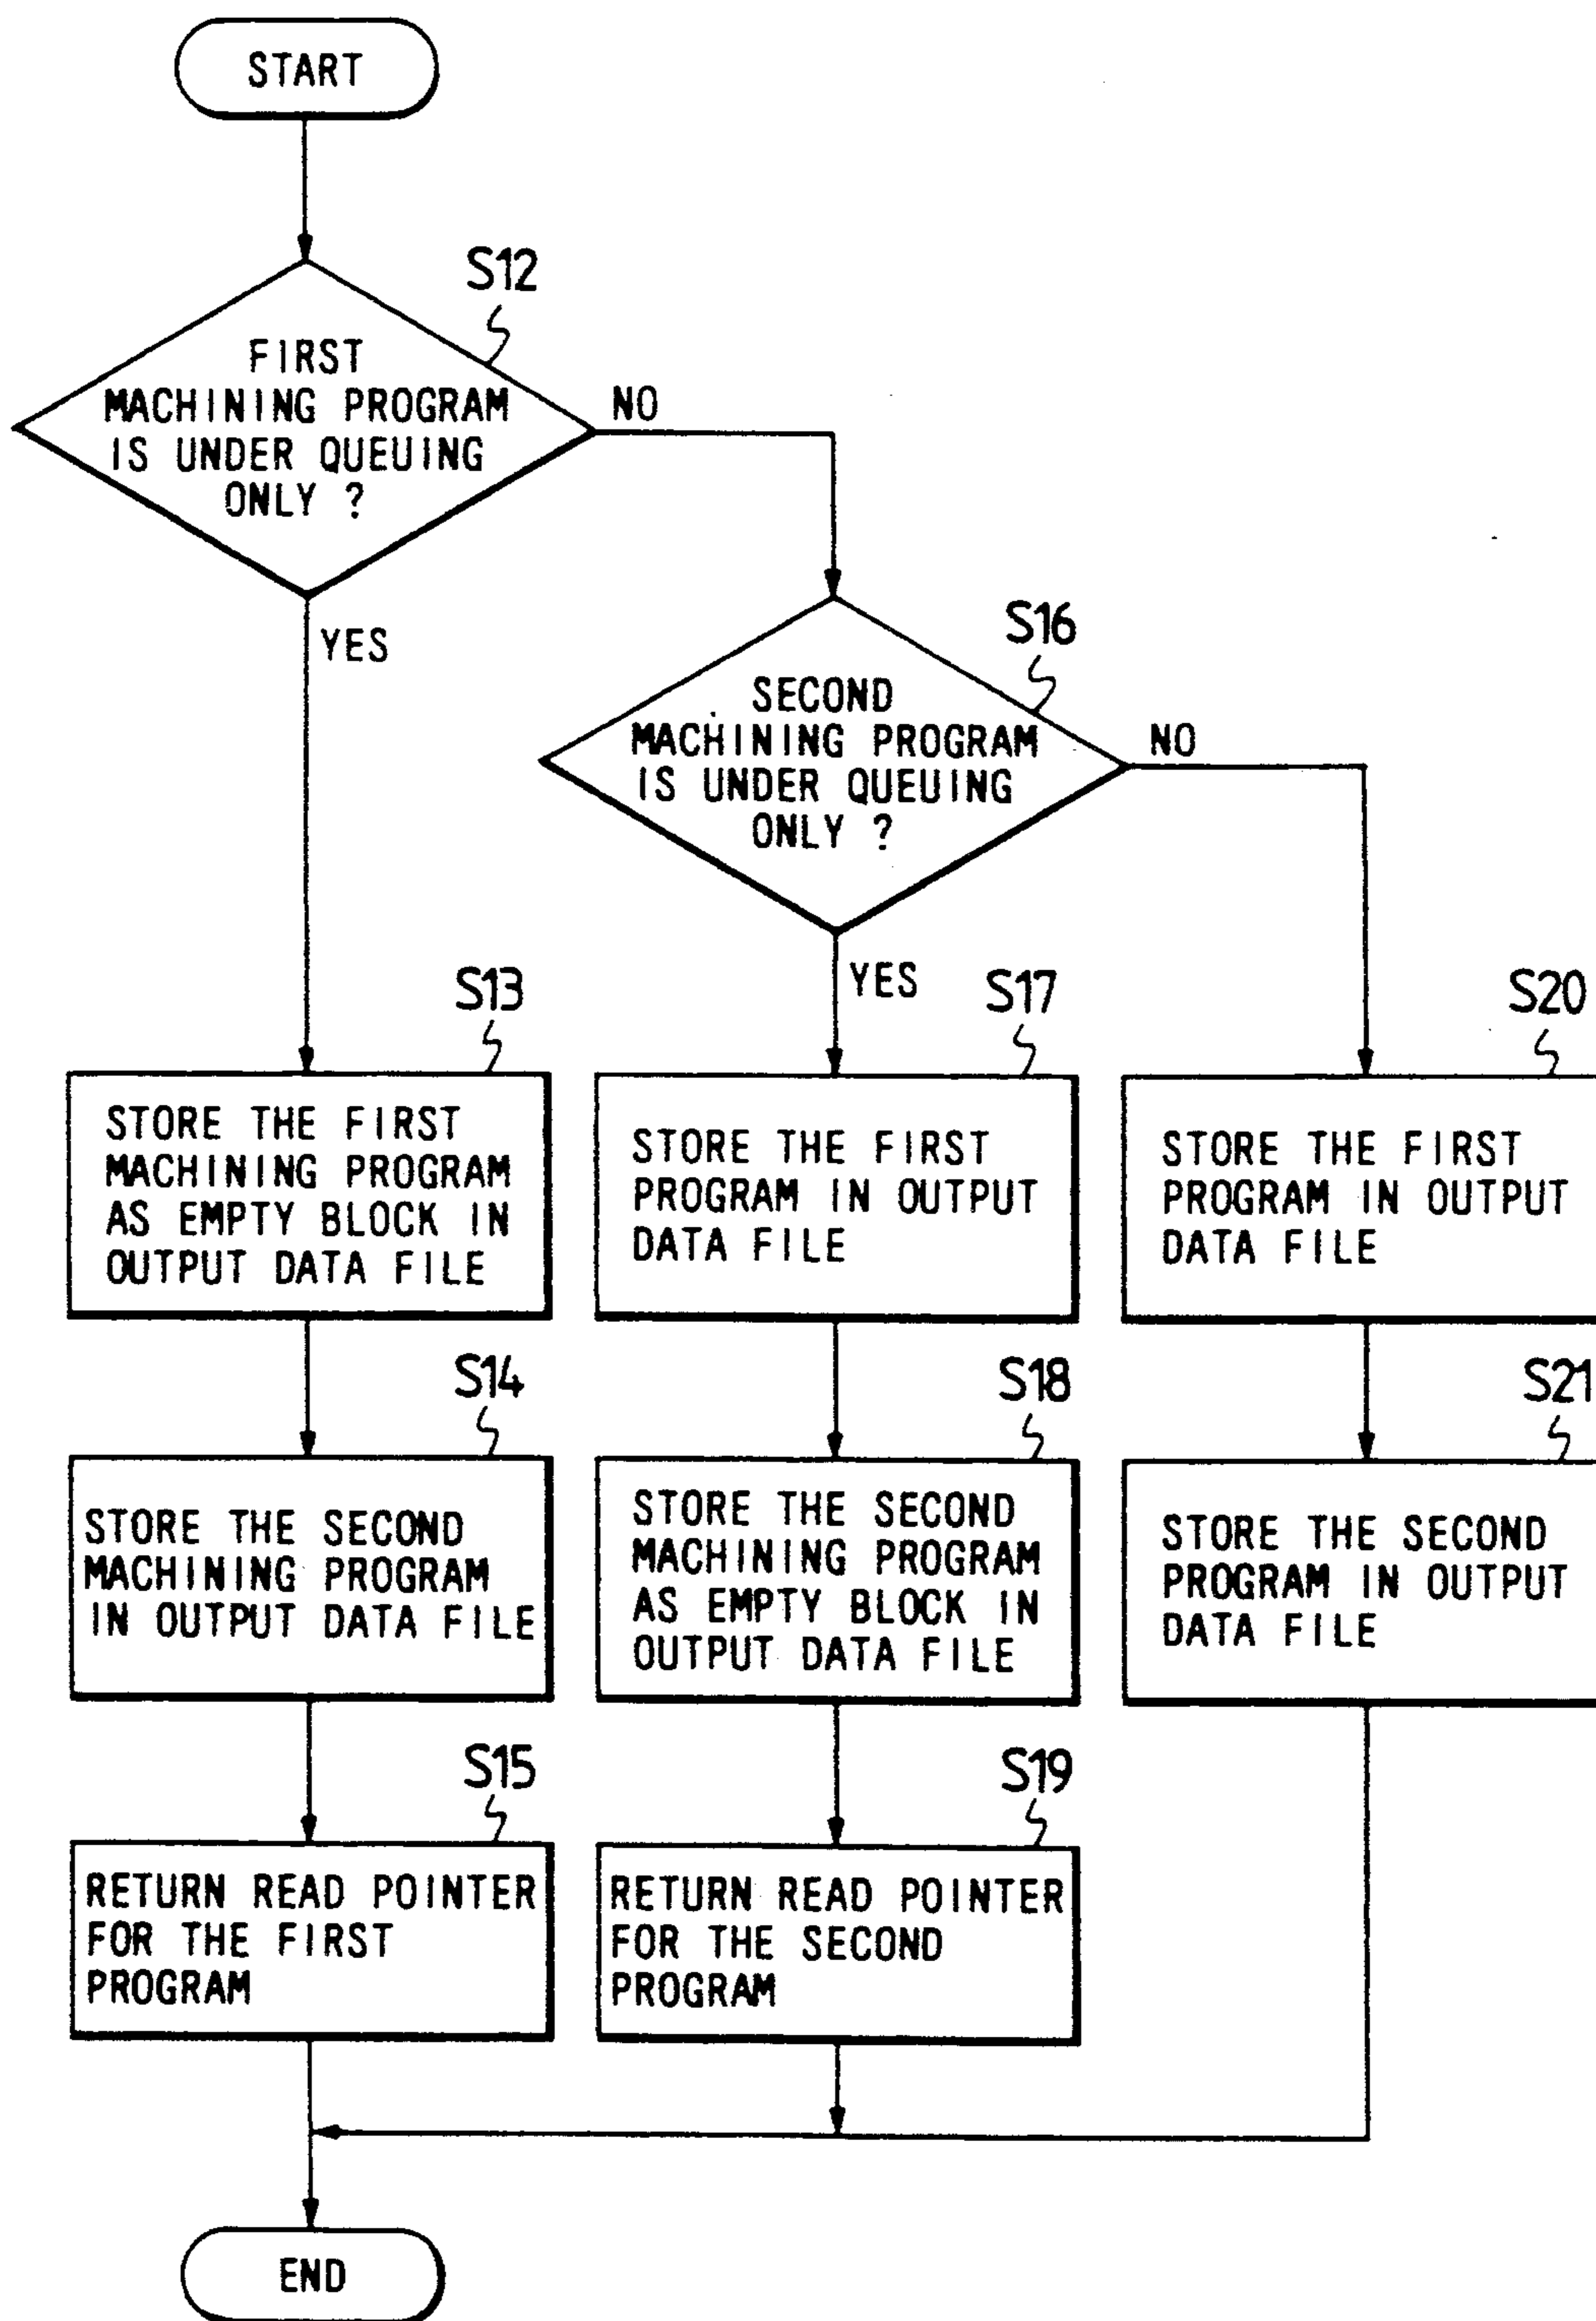 START
S12
FIRST
MACHINING PROGRAM
IS UNDER QUEUING
ONLY ?
NO
YES
S16
SECOND
MACHINING PROGRAM
IS UNDER QUEUING
ONLY ?
NO
YES
S13
STORE THE FIRST
MACHINING PROGRAM
AS EMPTY BLOCK IN
OUTPUT DATA FILE
S17
STORE THE FIRST
PROGRAM IN OUTPUT
DATA FILE
S20
STORE THE FIRST
PROGRAM IN OUTPUT
DATA FILE
S14
STORE THE SECOND
MACHINING PROGRAM
IN OUTPUT DATA FILE
S18
STORE THE SECOND
MACHINING PROGRAM
AS EMPTY BLOCK IN
OUTPUT DATA FILE
S21
STORE THE SECOND
PROGRAM IN OUTPUT
DATA FILE
S15
RETURN READ POINTER
FOR THE FIRST
PROGRAM
S19
RETURN READ POINTER
FOR THE SECOND
PROGRAM
END